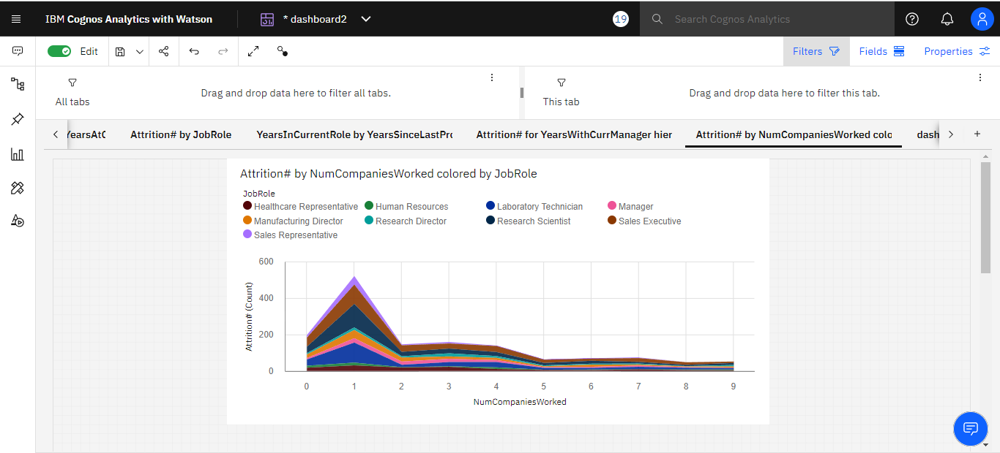 IBM Cognos Analytics with Watson
* dashboard2
19
Search Cognos Analytics
Edit
Filters
Fields
Properties
All tabs
Drag and drop data here to filter all tabs.
This tab
Drag and drop data here to filter this tab.
YearsAtC
Attrition# by JobRole
YearsInCurrentRole by YearsSinceLastPro
Attrition# for YearsWithCurrManager hier
Attrition# by NumCompaniesWorked colo
dash
Attrition# by NumCompaniesWorked colored by JobRole
JobRole
Healthcare Representative
Human Resources
Laboratory Technician
Manager
Manufacturing Director
Research Director
Research Scientist
Sales Executive
Sales Representative
Attrition# (Count)
600
400
200
0
0 1 2 3 4 5 6 7 8 9
NumCompaniesWorked